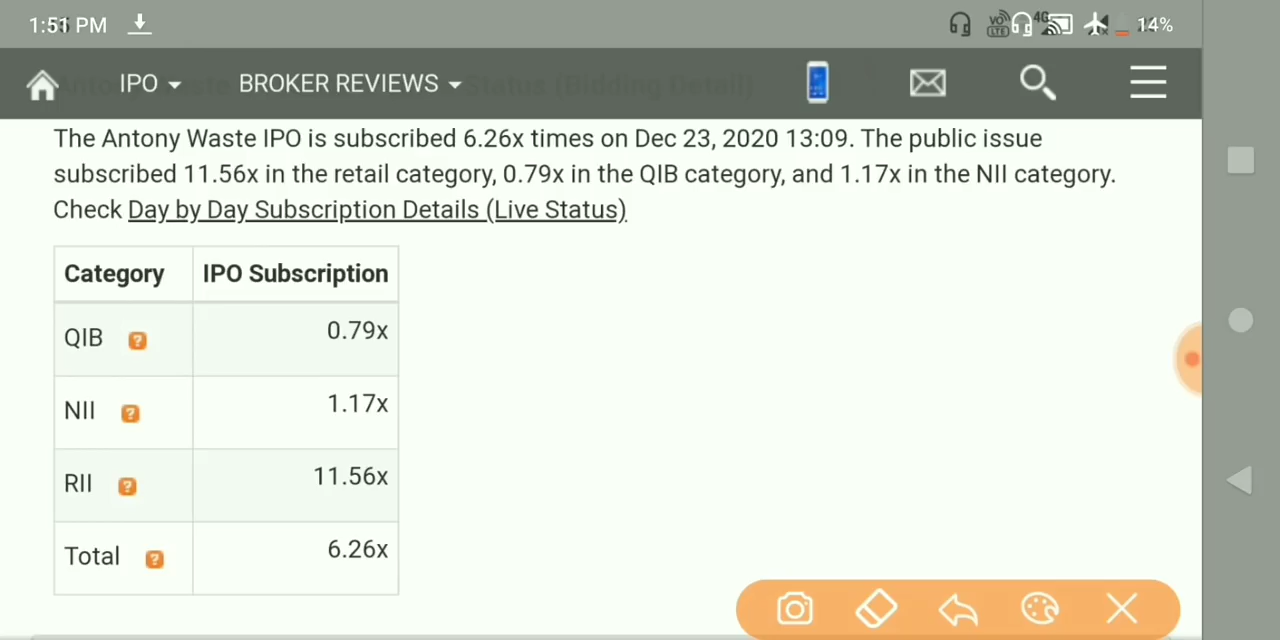 1:51 PM
14%
IPO
BROKER REVIEWS
Status (Bidding Detail)
The Antony Waste IPO is subscribed 6.26x times on Dec 23, 2020 13:09. The public issue
subscribed 11.56x in the retail category, 0.79x in the QIB category, and 1.17x in the NII category.
Check Day by Day Subscription Details (Live Status)
Category IPO Subscription
QIB ? 0.79x
NII ? 1.17x
RII ? 11.56x
Total ? 6.26x